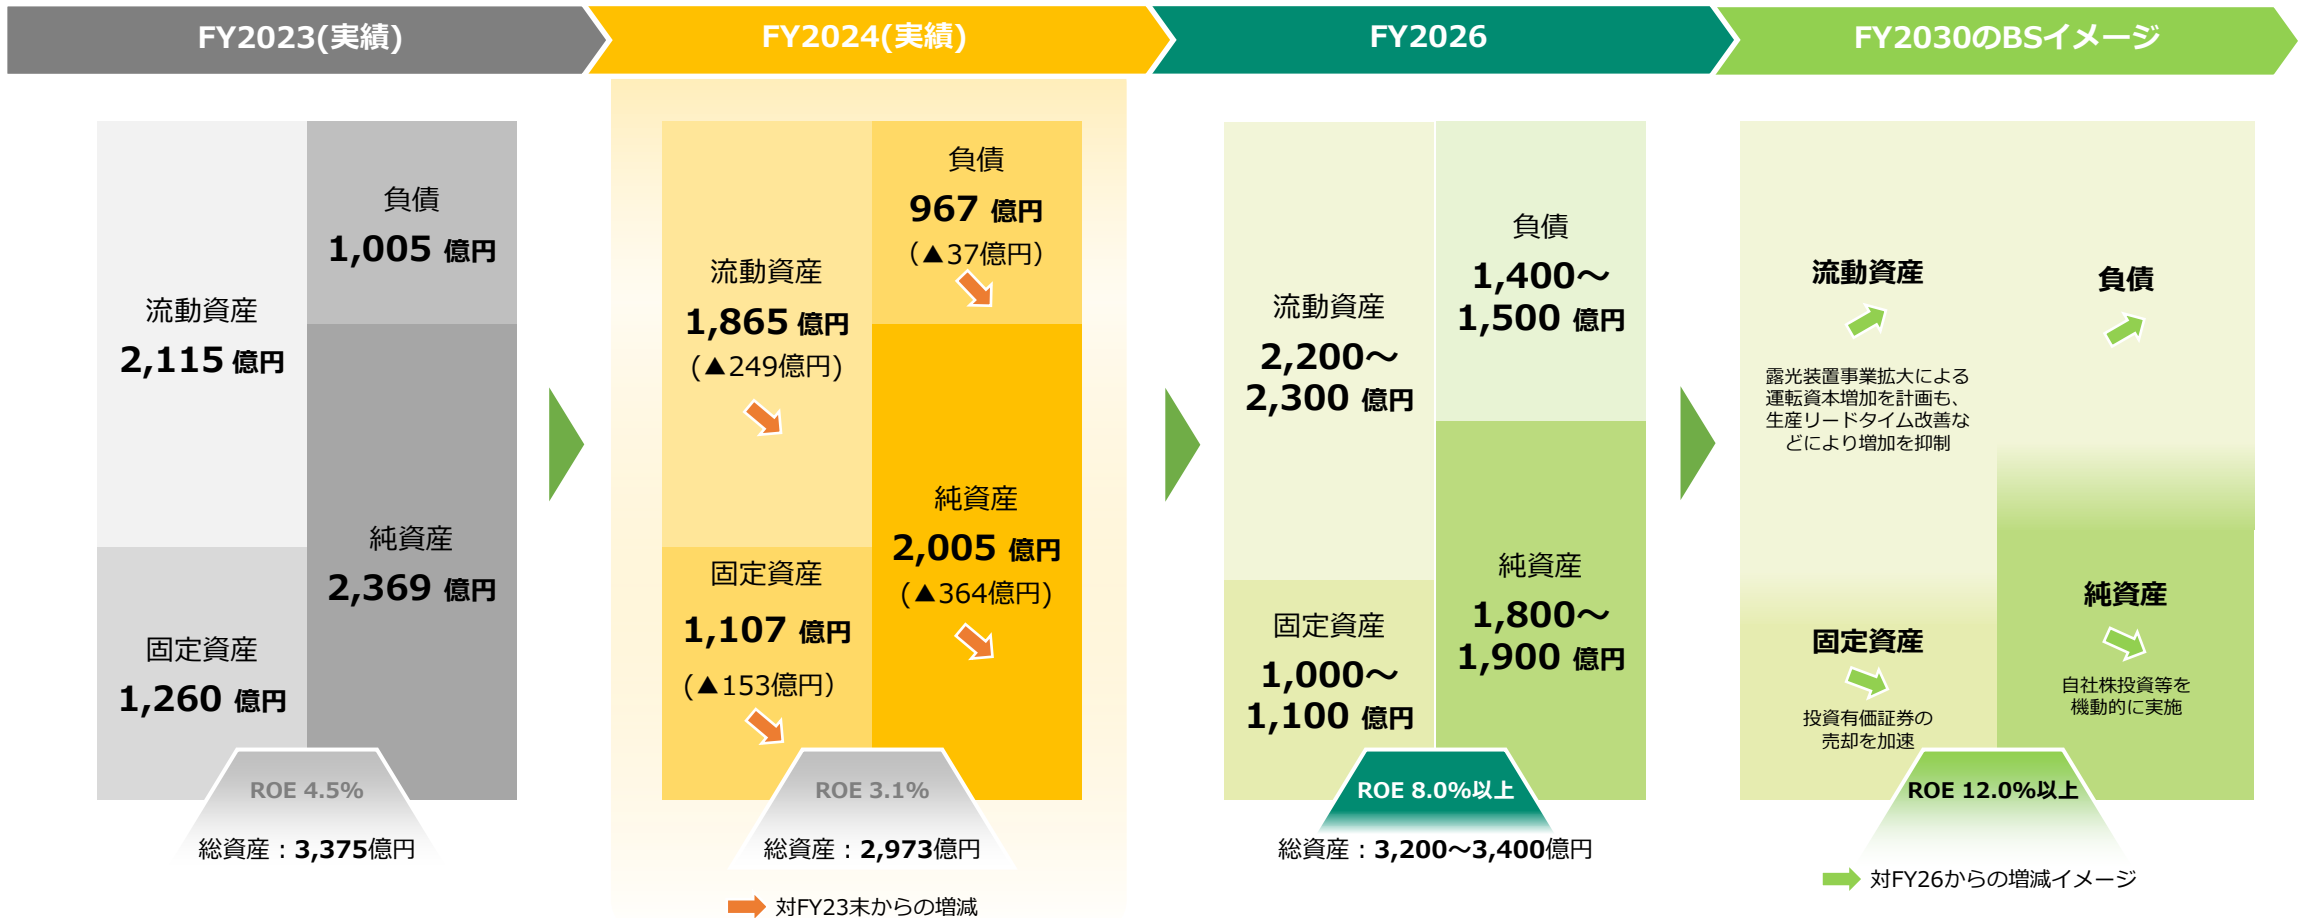 FY2023(実績)
流動資産
2,115 億円
固定資産
1,260 億円
負債
1,005 億円
純資産
2,369 億円
ROE 4.5%
総資産：3,375億円
FY2024(実績)
流動資産
1,865 億円
(▲249億円)
固定資産
1,107 億円
(▲153億円)
負債
967 億円
(▲37億円)
純資産
2,005 億円
(▲364億円)
ROE 3.1%
総資産：2,973億円
対FY23末からの増減
FY2026
流動資産
2,200～
2,300 億円
固定資産
1,000～
1,100 億円
負債
1,400～
1,500 億円
純資産
1,800～
1,900 億円
ROE 8.0%以上
総資産：3,200～3,400億円
FY2030のBSイメージ
流動資産
露光装置事業拡大による
運転資本増加を計画も、
生産リードタイム改善な
どにより増加を抑制
固定資産
投資有価証券の
売却を加速
負債
純資産
自社株投資等を
機動的に実施
ROE 12.0%以上
対FY26からの増減イメージ